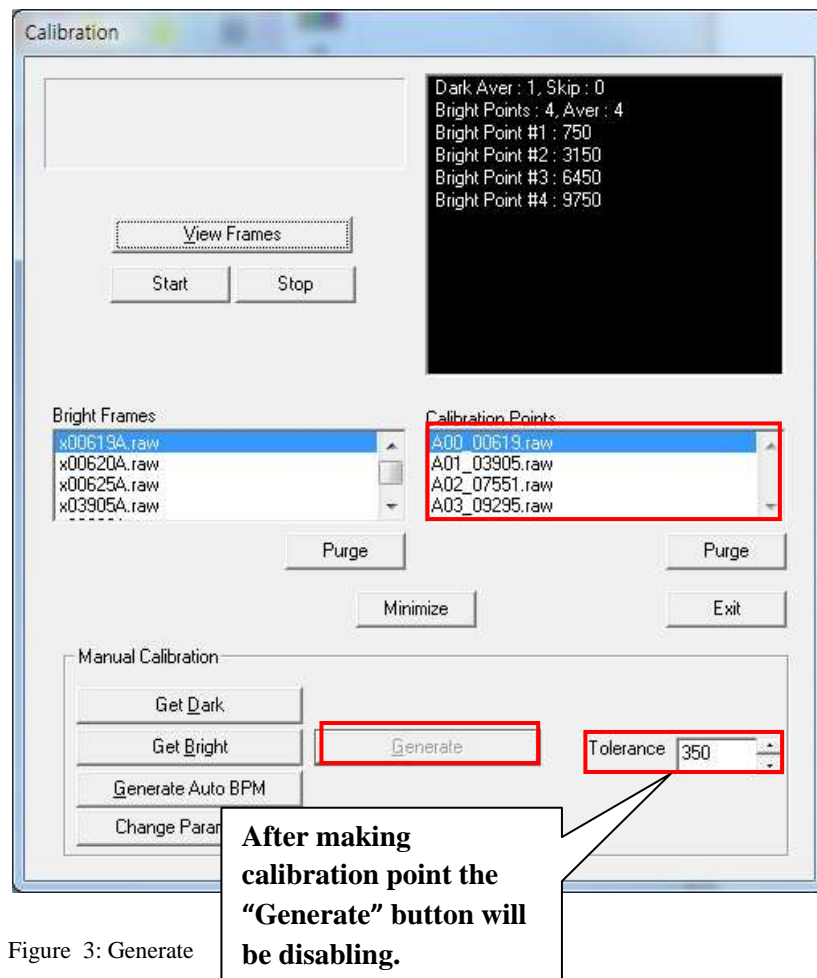 Calibration
Dark Aver : 1, Skip : 0
Bright Points : 4, Aver : 4
Bright Point #1 : 750
Bright Point #2 : 3150
Bright Point #3 : 6450
Bright Point #4 : 9750
View Frames
Start Stop
Bright Frames
x00619A.raw
x00620A.raw
x00625A.raw
x03905A.raw
Calibration Points
A00_00619.raw
A01_03905.raw
A02_07551.raw
A03_09295.raw
Purge Purge
Minimize Exit
Manual Calibration
Get Dark
Get Bright Generate Tolerance 350
Generate Auto BPM
Change Param
After making
calibration point the
“Generate” button will
be disabling.
Figure 3: Generate